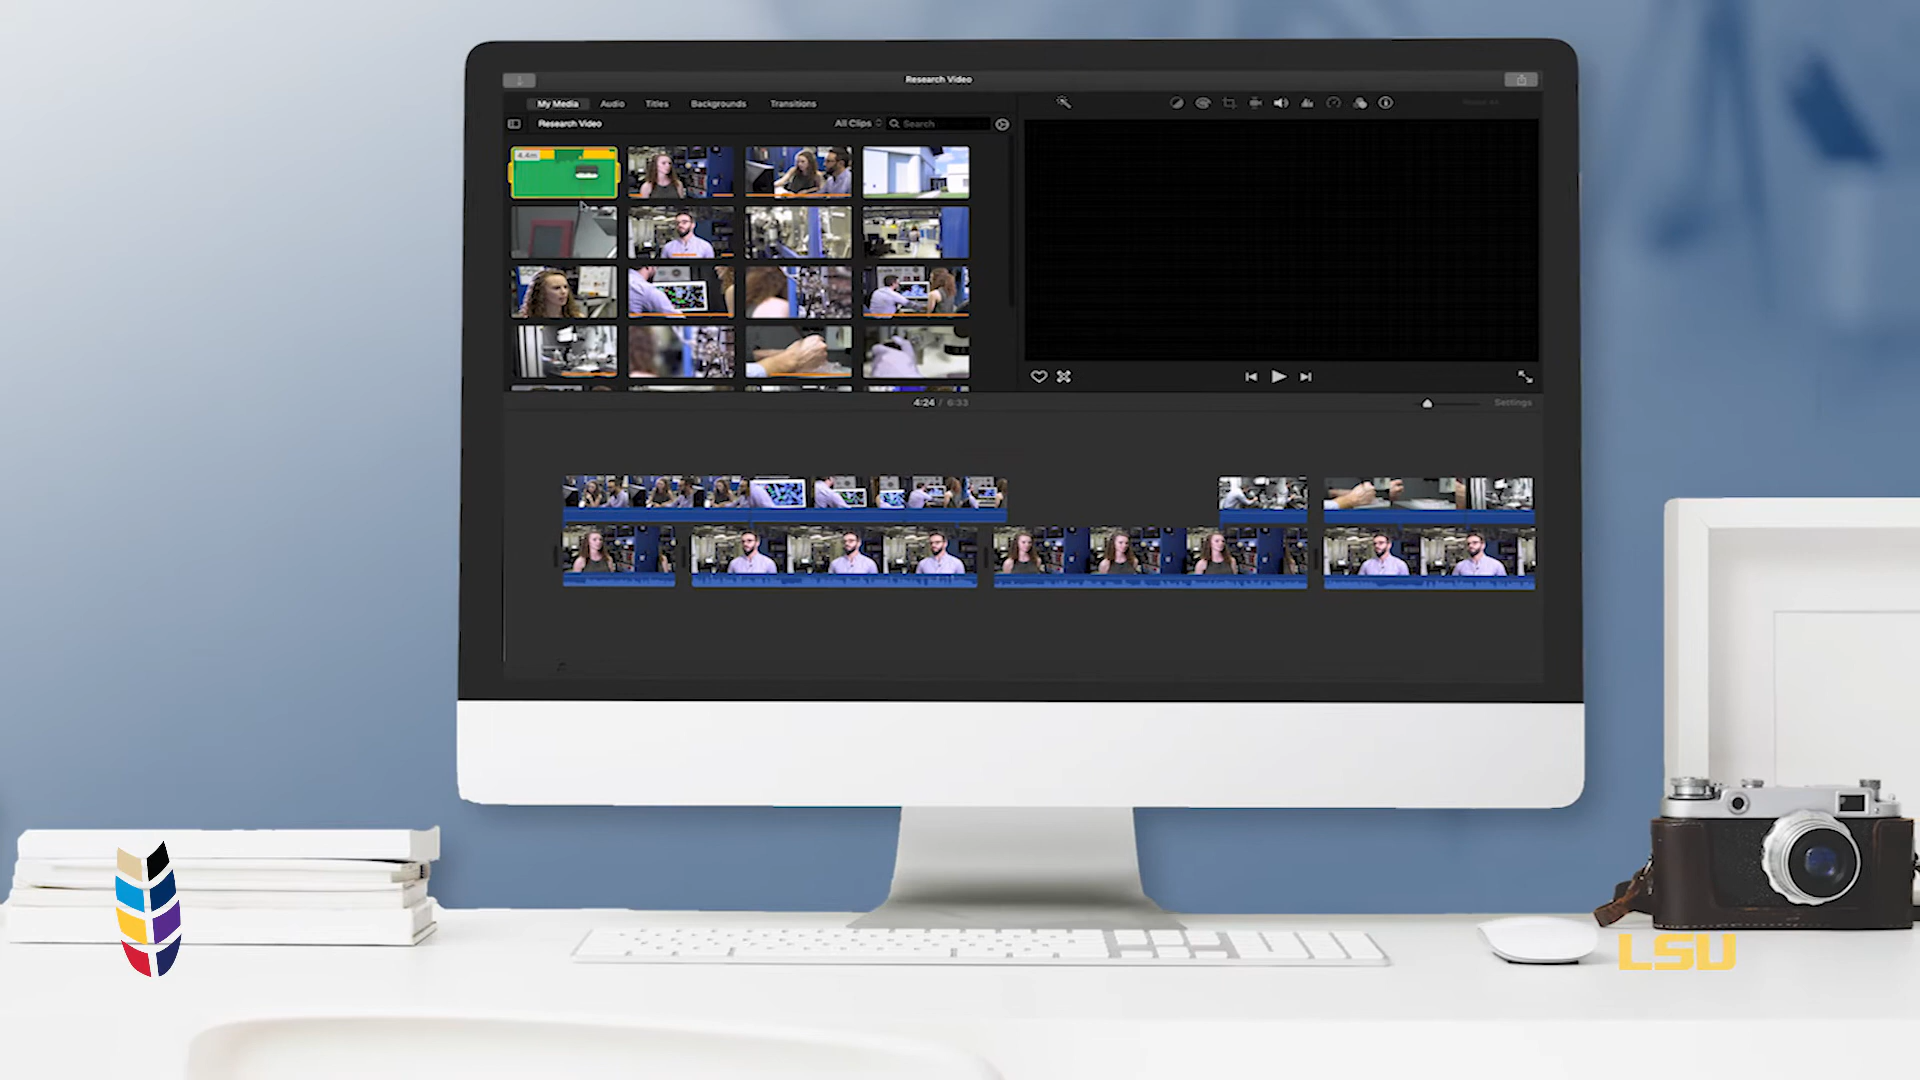 Research Video
My Media Audio Titles Backgrounds Transitions
Research Video All Clips Search
4.4m
4:24 / 6:33 Settings
LSU